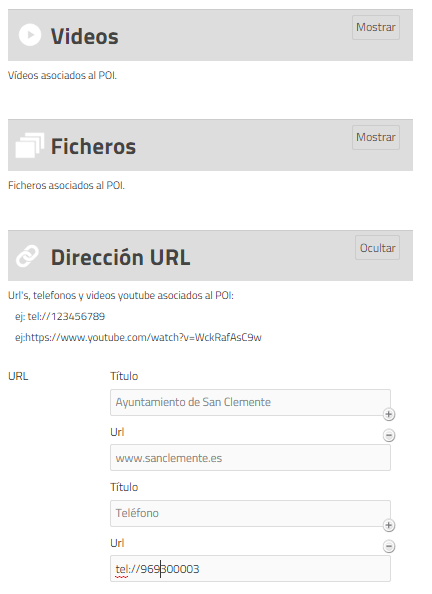 Videos
Mostrar
Vídeos asociados al POI.
Ficheros
Mostrar
Ficheros asociados al POI.
Dirección URL
Ocultar
Url's, telefonos y videos youtube asociados al POI:
ej: tel://123456789
ej:https://www.youtube.com/watch?v=WckRafAsC9w
URL
Título
Ayuntamiento de San Clemente
Url
www.sanclemente.es
Título
Teléfono
Url
tel://969300003